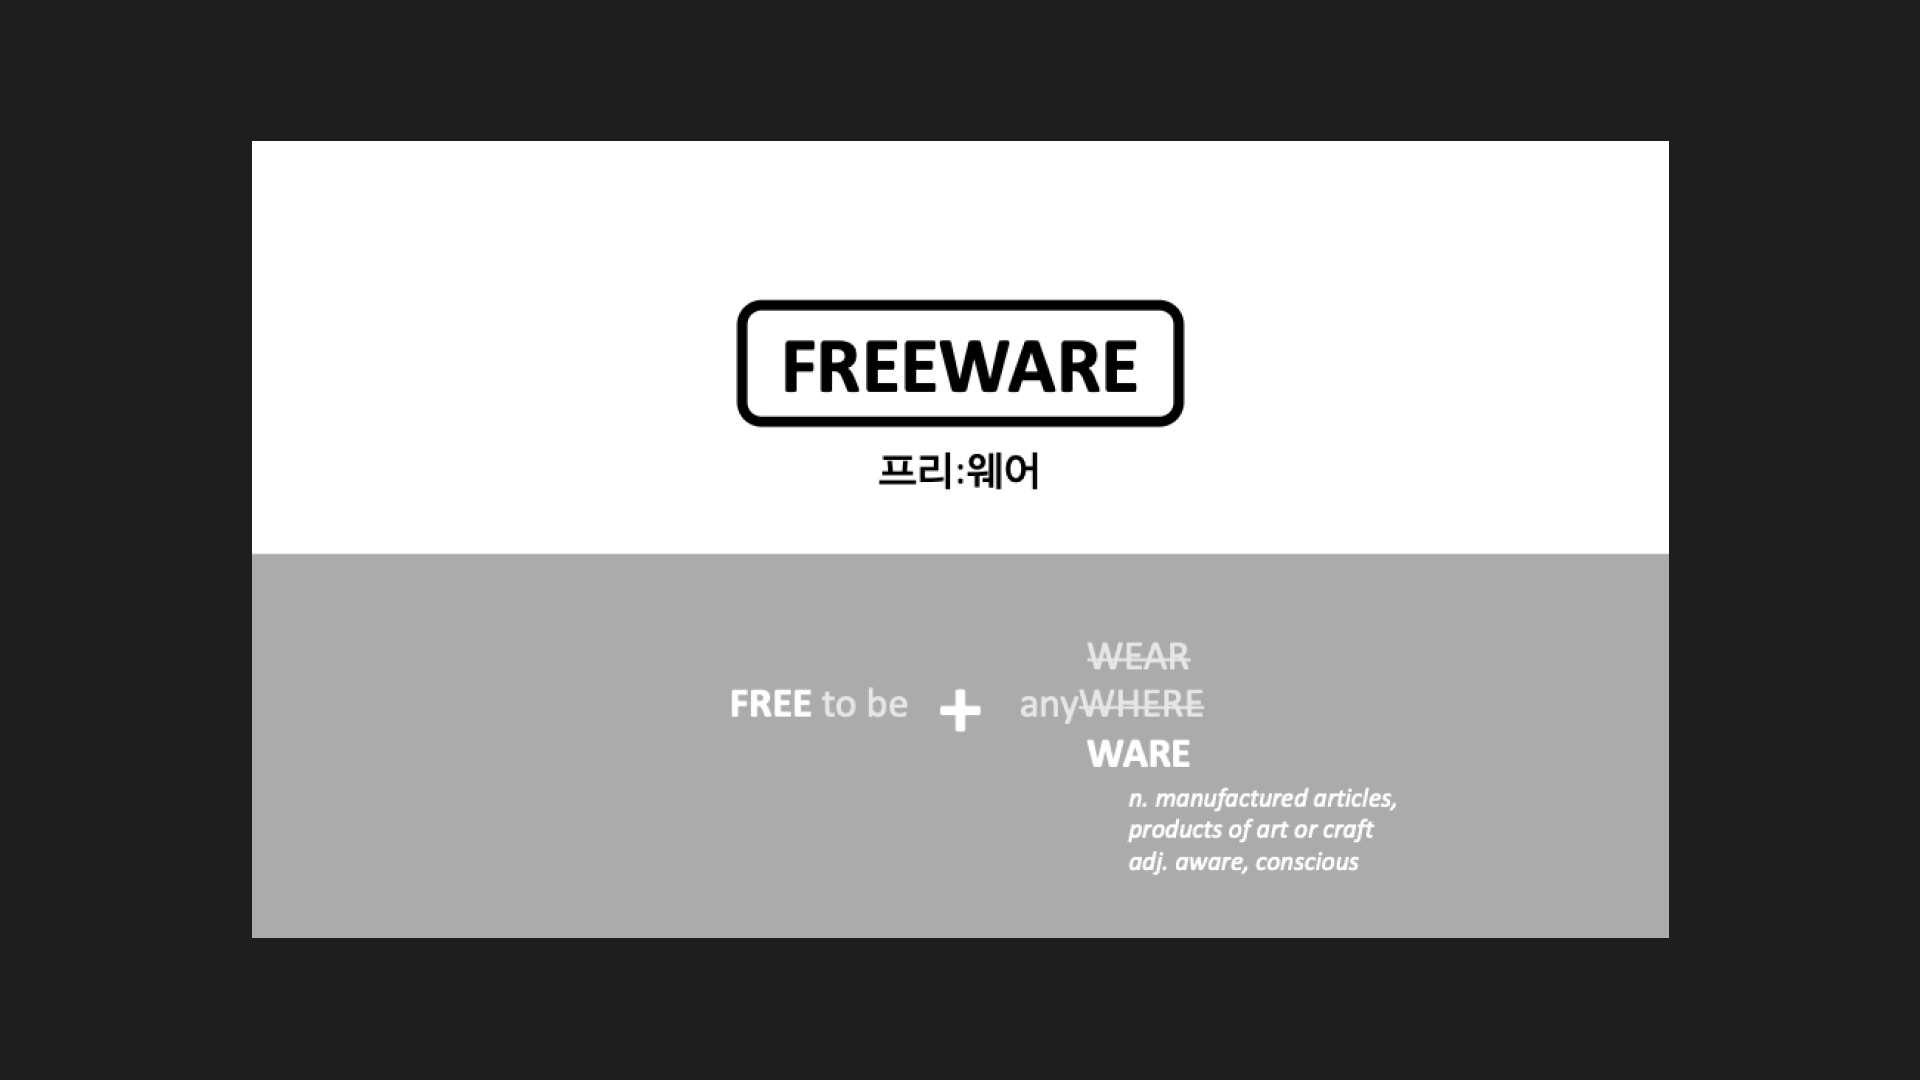 FREEWARE
프리:웨어
WEAR
FREE to be + anyWHERE
WARE
n. manufactured articles,
products of art or craft
adj. aware, conscious